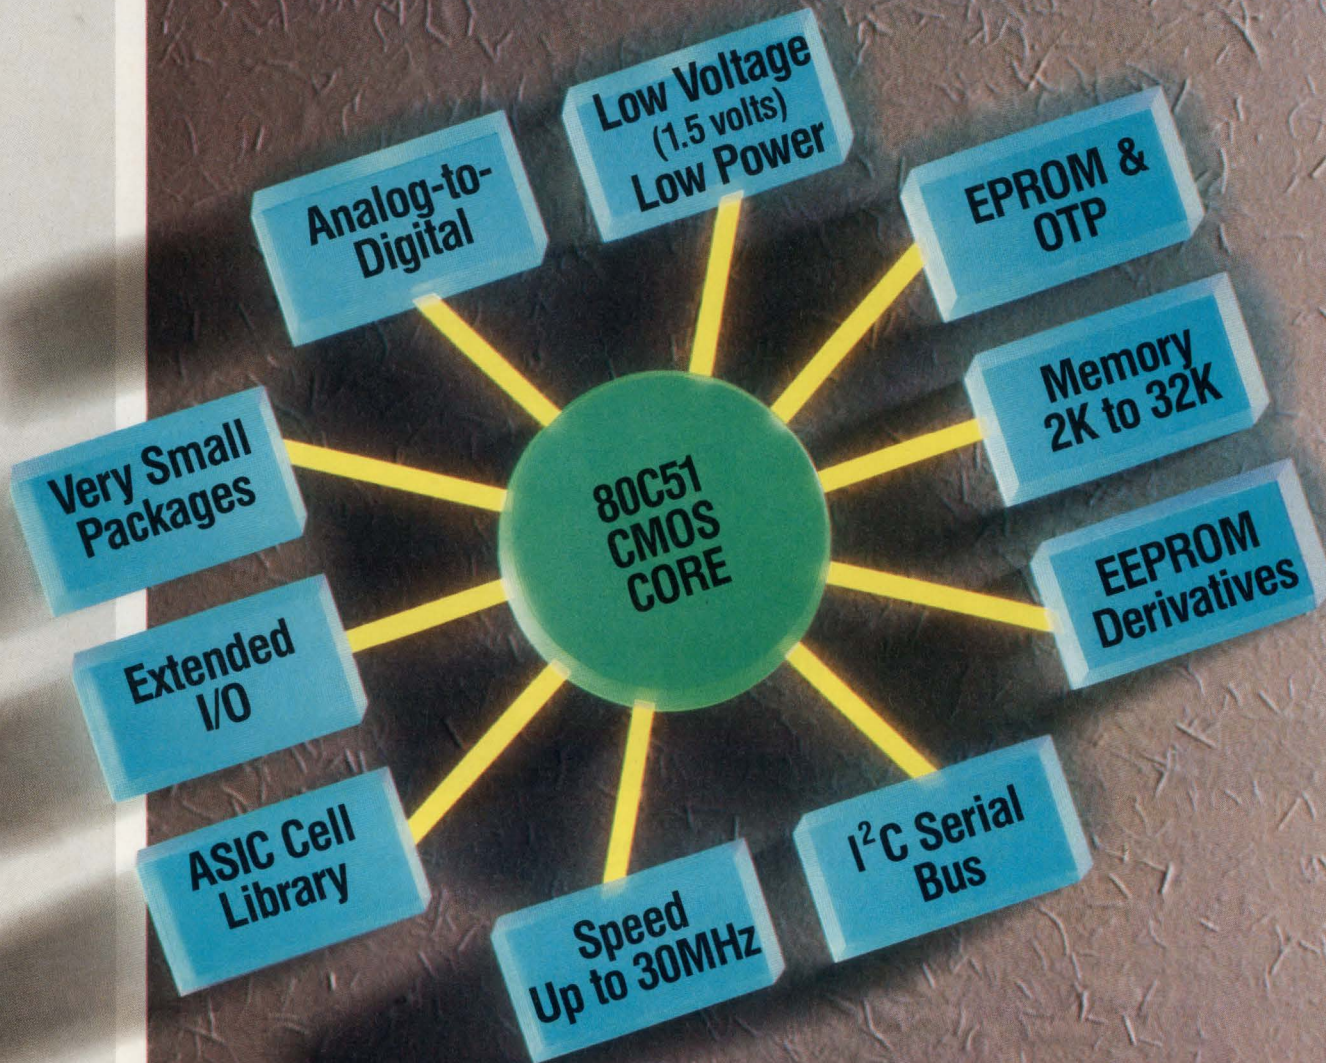 Low Voltage
(1.5 volts)
Low Power
Analog-to-
Digital
EPROM &
OTP
Memory
2K to 32K
Very Small
Packages
80C51
CMOS
CORE
EEPROM
Derivatives
Extended
I/O
ASIC Cell
Library
I²C Serial
Bus
Speed
Up to 30MHz